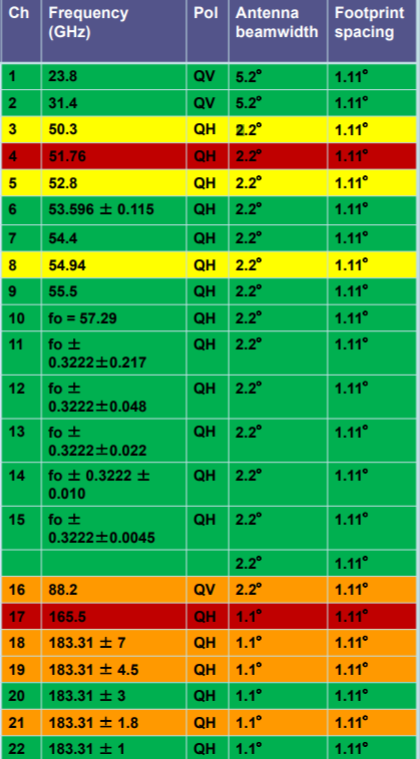 Ch Frequency (GHz) Pol Antenna beamwidth Footprint spacing
1 23.8 QV 5.2° 1.11°
2 31.4 QV 5.2° 1.11°
3 50.3 QH 2.2° 1.11°
4 51.76 QH 2.2° 1.11°
5 52.8 QH 2.2° 1.11°
6 53.596 ± 0.115 QH 2.2° 1.11°
7 54.4 QH 2.2° 1.11°
8 54.94 QH 2.2° 1.11°
9 55.5 QH 2.2° 1.11°
10 fo = 57.29 QH 2.2° 1.11°
11 fo ± 0.3222±0.217 QH 2.2° 1.11°
12 fo ± 0.3222±0.048 QH 2.2° 1.11°
13 fo ± 0.3222±0.022 QH 2.2° 1.11°
14 fo ± 0.3222 ± 0.010 QH 2.2° 1.11°
15 fo ± 0.3222±0.0045 QH 2.2° 1.11°
2.2° 1.11°
16 88.2 QV 2.2° 1.11°
17 165.5 QH 1.1° 1.11°
18 183.31 ± 7 QH 1.1° 1.11°
19 183.31 ± 4.5 QH 1.1° 1.11°
20 183.31 ± 3 QH 1.1° 1.11°
21 183.31 ± 1.8 QH 1.1° 1.11°
22 183.31 ± 1 QH 1.1° 1.11°